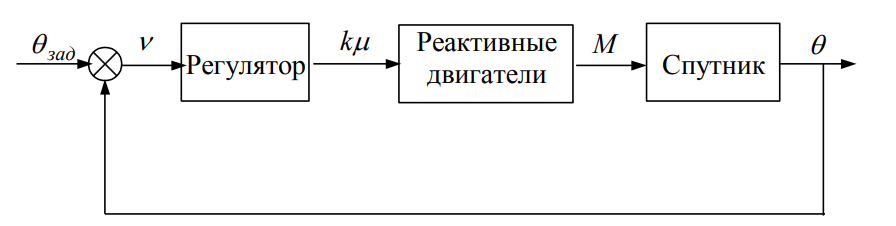 θзад
ν
Регулятор
kμ
Реактивные
двигатели
M
Спутник
θ